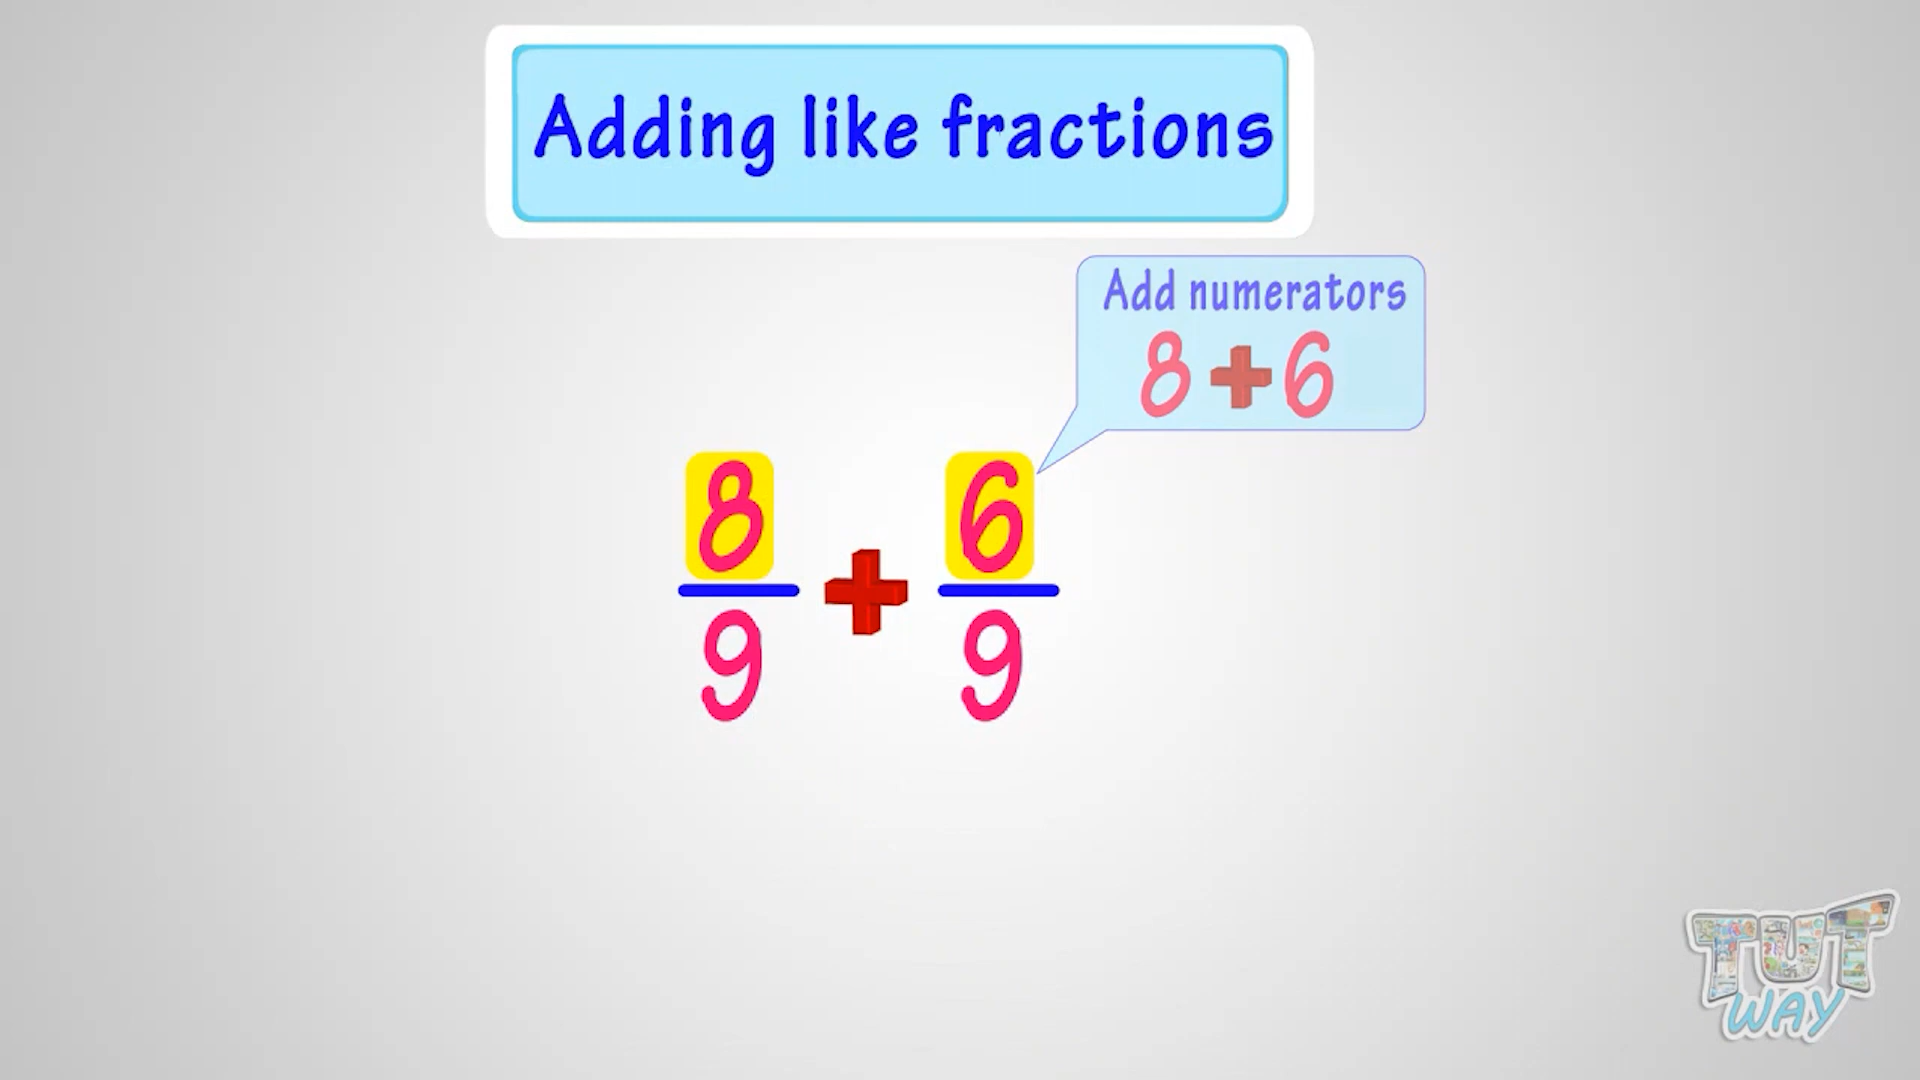 Adding like fractions
Add numerators
8 + 6
8 + 6
9 9
TUT
WAY